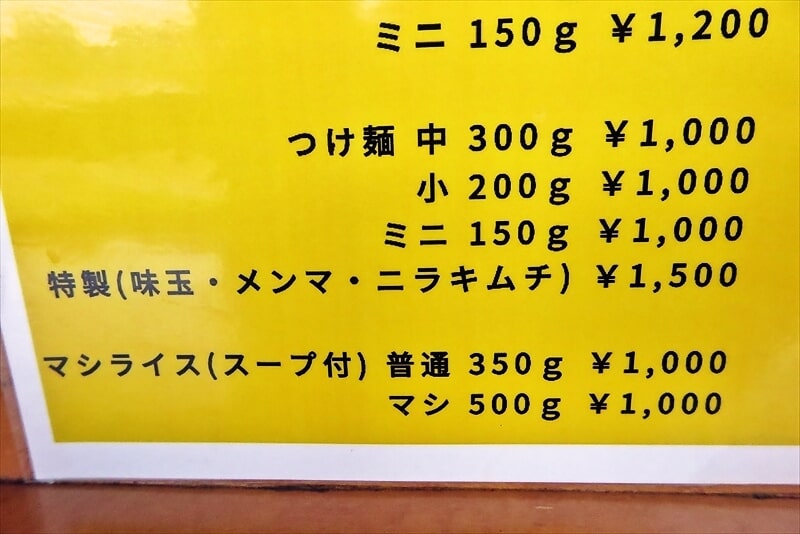 ミニ 150g ¥1,200
つけ麺 中 300g ¥1,000
小 200g ¥1,000
ミニ 150g ¥1,000
特製(味玉・メンマ・ニラキムチ) ¥1,500
マシライス(スープ付) 普通 350g ¥1,000
マシ 500g ¥1,000